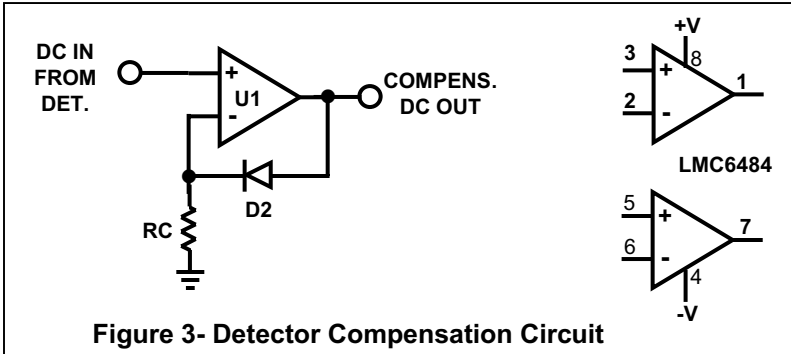 DC IN
FROM
DET.
+
U1
-
COMPENS.
DC OUT
D2
RC
+V
3
8
+
1
2
-
LMC6484
5
+
7
6
-
4
-V
Figure 3- Detector Compensation Circuit